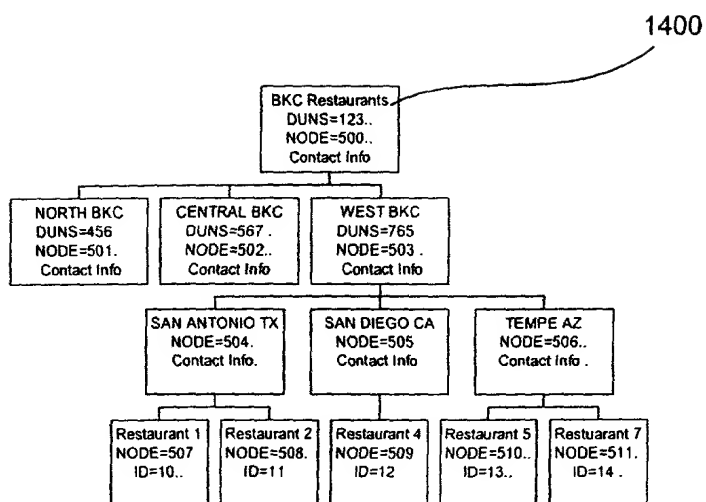 1400
BKC Restaurants
DUNS=123..
NODE=500..
Contact Info
NORTH BKC
DUNS=456
NODE=501.
Contact Info
CENTRAL BKC
DUNS=567 .
NODE=502..
Contact Info
WEST BKC
DUNS=765
NODE=503 .
Contact Info
SAN ANTONIO TX
NODE=504.
Contact Info.
SAN DIEGO CA
NODE=505
Contact Info
TEMPE AZ
NODE=506..
Contact Info .
Restaurant 1
NODE=507
ID=10..
Restaurant 2
NODE=508.
ID=11
Restaurant 4
NODE=509
ID=12
Restaurant 5
NODE=510..
ID=13..
Restuarant 7
NODE=511.
ID=14 .